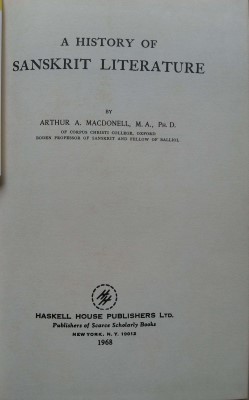 A HISTORY OF
SANSKRIT LITERATURE
BY
ARTHUR A. MACDONELL, M. A., PH. D.
OF CORPUS CHRISTI COLLEGE, OXFORD
BODEN PROFESSOR OF SANSKRIT AND FELLOW OF BALLIOL
HASKELL HOUSE PUBLISHERS LTD.
Publishers of Scarce Scholarly Books
NEW YORK, N. Y. 10012
1968